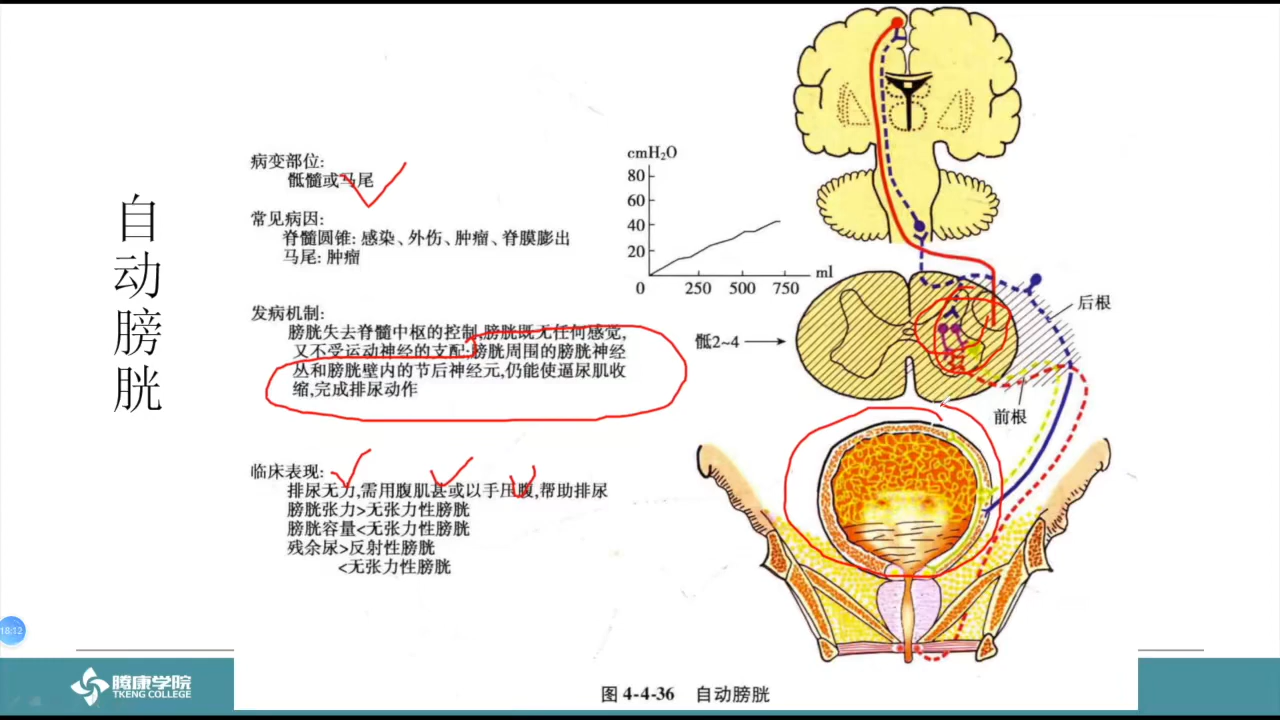 自动膀胱
病变部位:
骶髓或马尾
常见病因:
脊髓圆锥: 感染、外伤、肿瘤、脊膜膨出
马尾: 肿瘤
发病机制:
膀胱失去脊髓中枢的控制,膀胱既无任何感觉,
又不受运动神经的支配;膀胱周围的膀胱神经
丛和膀胱壁内的节后神经元,仍能使逼尿肌收
缩,完成排尿动作
临床表现:
排尿无力,需用腹肌甚或以手压腹,帮助排尿
膀胱张力>无张力性膀胱
膀胱容量<无张力性膀胱
残余尿>反射性膀胱
<无张力性膀胱
cmH₂O
80
60
40
20
0 250 500 750
ml
骶2~4
后根
前根
图 4-4-36 自动膀胱
18:12
腾康学院
TKENG COLLEGE